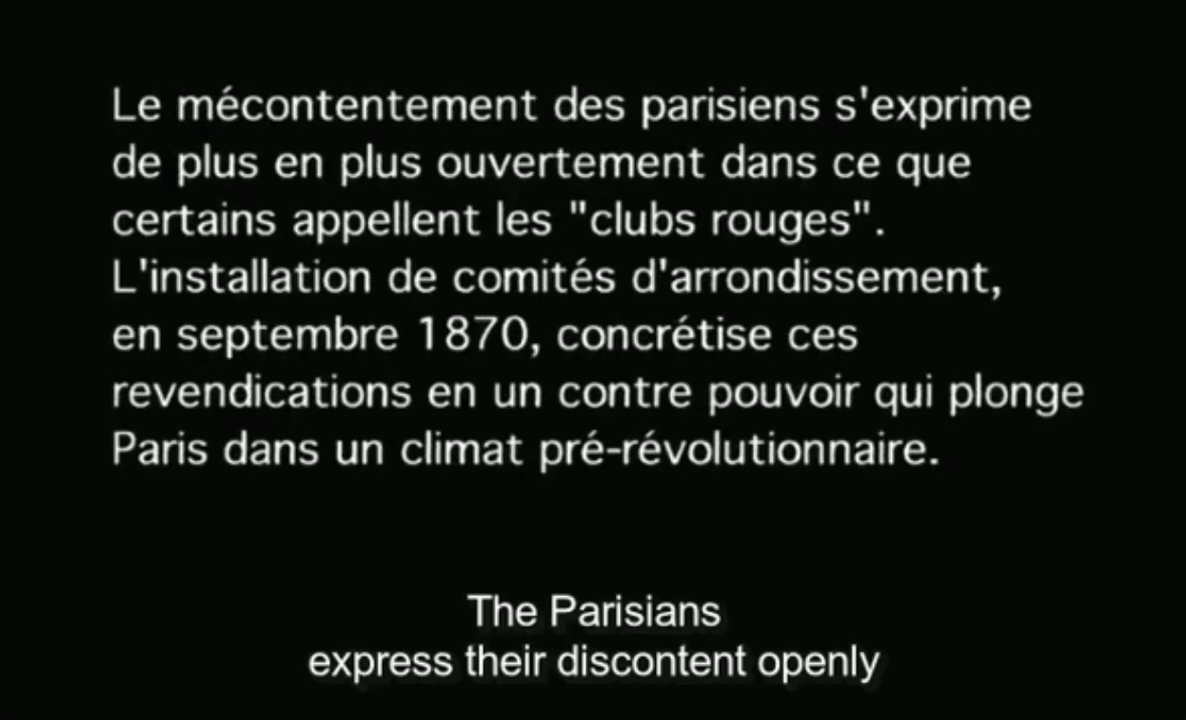 Le mécontentement des parisiens s'exprime
de plus en plus ouvertement dans ce que
certains appellent les "clubs rouges".
L'installation de comités d'arrondissement,
en septembre 1870, concrétise ces
revendications en un contre pouvoir qui plonge
Paris dans un climat pré-révolutionnaire.
The Parisians
express their discontent openly